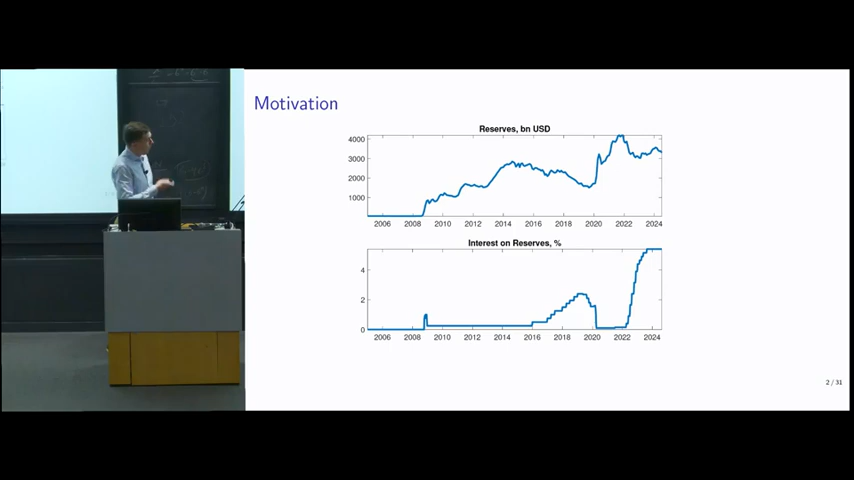 Motivation
Reserves, bn USD
4000
3000
2000
1000
2006 2008 2010 2012 2014 2016 2018 2020 2022 2024
Interest on Reserves, %
4
2
0
2006 2008 2010 2012 2014 2016 2018 2020 2022 2024
2 / 31